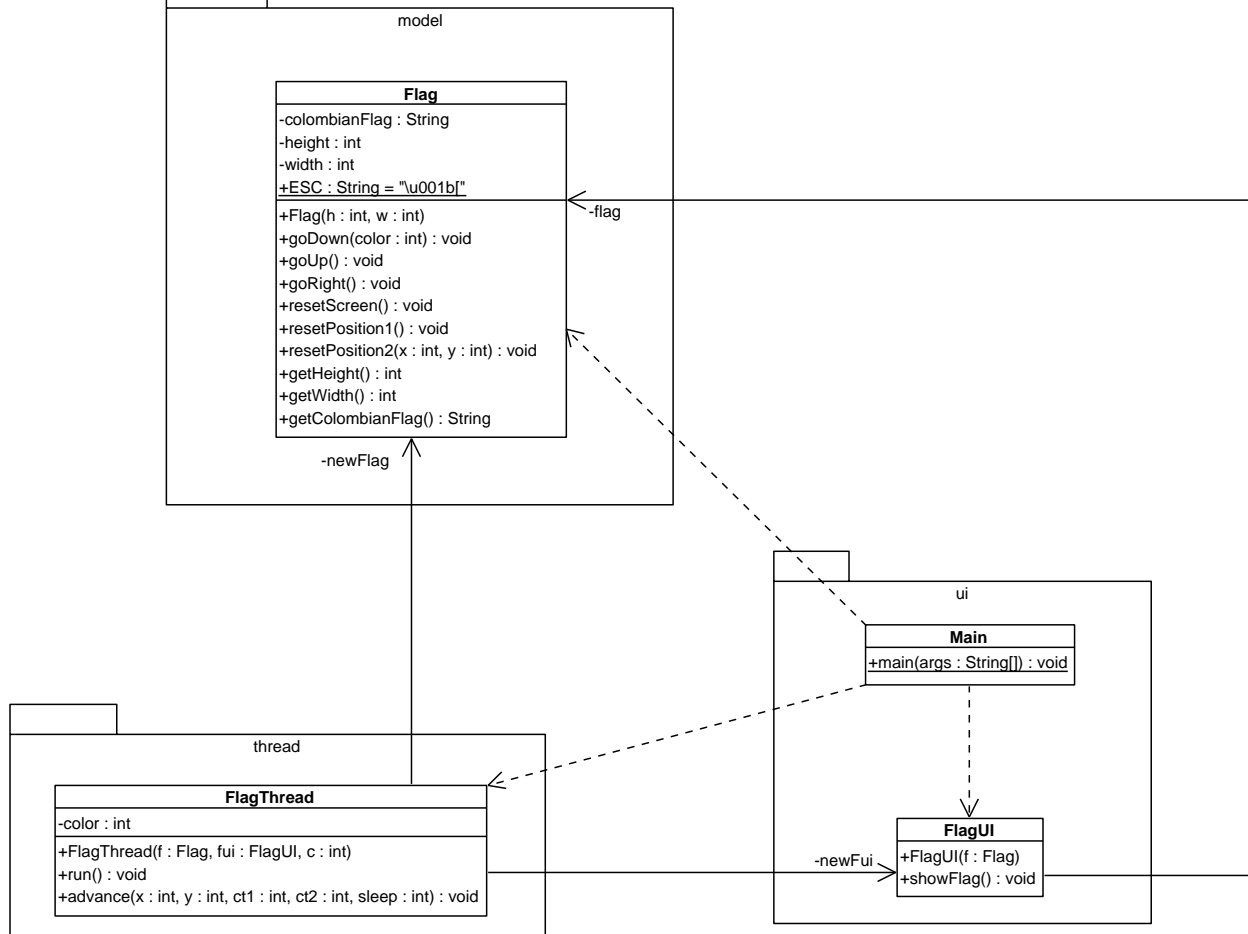 model
Flag
-colombianFlag : String
-height : int
-width : int
+ESC : String = "\u001b["
+Flag(h : int, w : int)
+goDown(color : int) : void
+goUp() : void
+goRight() : void
+resetScreen() : void
+resetPosition1() : void
+resetPosition2(x : int, y : int) : void
+getHeight() : int
+getWidth() : int
+getColombianFlag() : String
-flag
-newFlag
ui
Main
+main(args : String[]) : void
thread
FlagThread
-color : int
+FlagThread(f : Flag, fui : FlagUI, c : int)
+run() : void
+advance(x : int, y : int, ct1 : int, ct2 : int, sleep : int) : void
-newFui
FlagUI
+FlagUI(f : Flag)
+showFlag() : void